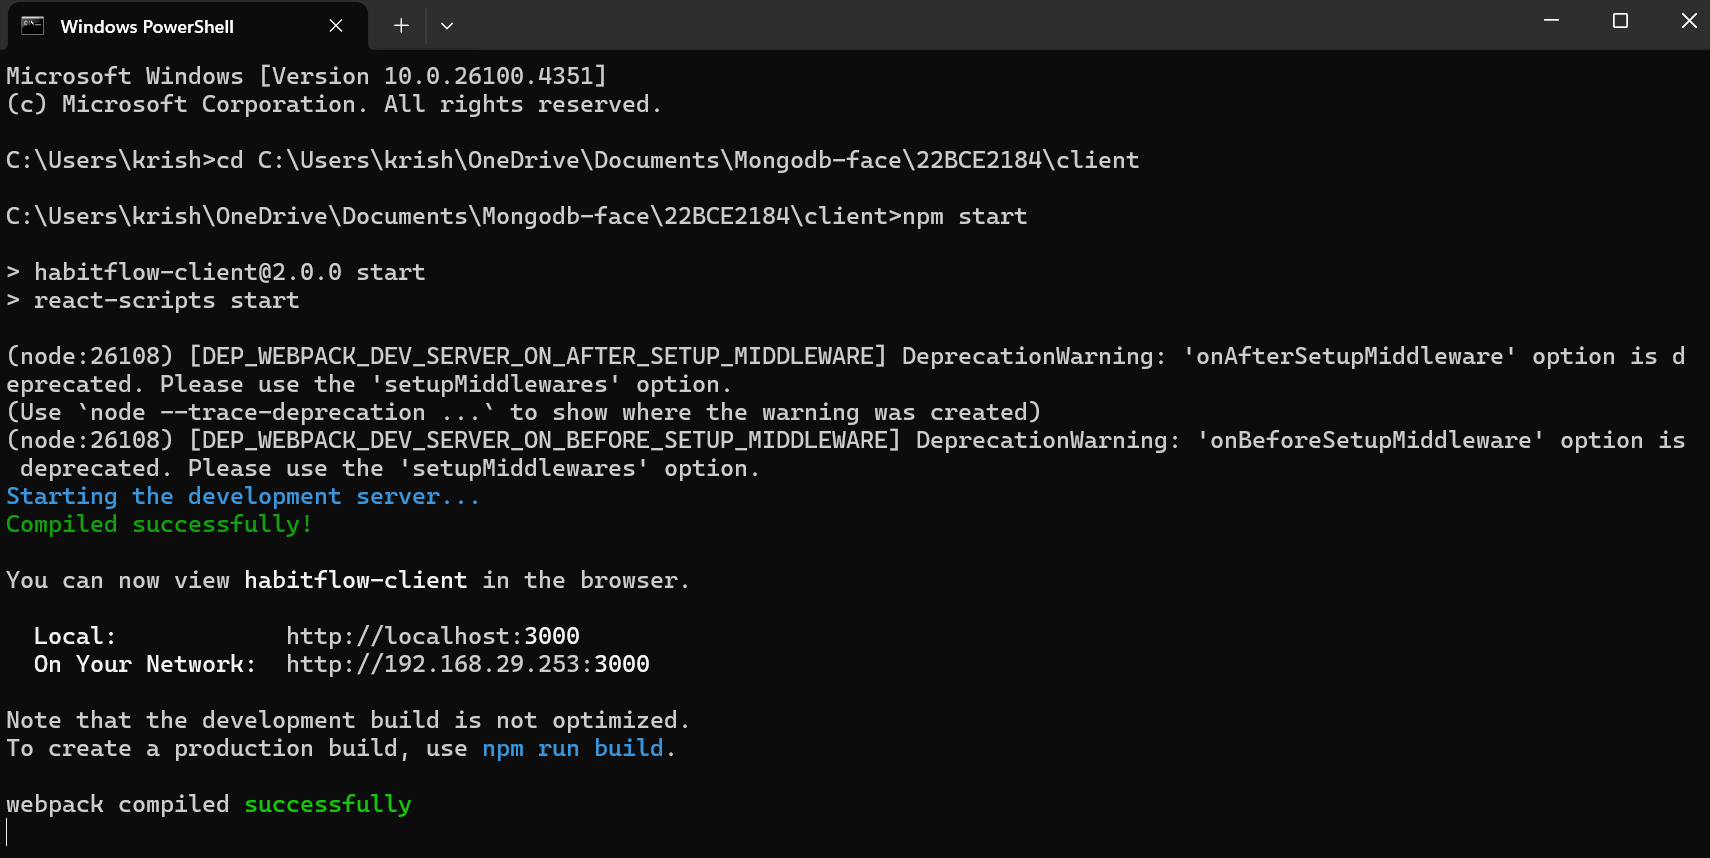 Windows PowerShell
Microsoft Windows [Version 10.0.26100.4351]
(c) Microsoft Corporation. All rights reserved.
C:\Users\krish>cd C:\Users\krish\OneDrive\Documents\Mongodb-face\22BCE2184\client
C:\Users\krish\OneDrive\Documents\Mongodb-face\22BCE2184\client>npm start
> habitflow-client@2.0.0 start
> react-scripts start
(node:26108) [DEP_WEBPACK_DEV_SERVER_ON_AFTER_SETUP_MIDDLEWARE] DeprecationWarning: 'onAfterSetupMiddleware' option is d
eprecated. Please use the 'setupMiddlewares' option.
(Use `node --trace-deprecation ...` to show where the warning was created)
(node:26108) [DEP_WEBPACK_DEV_SERVER_ON_BEFORE_SETUP_MIDDLEWARE] DeprecationWarning: 'onBeforeSetupMiddleware' option is
 deprecated. Please use the 'setupMiddlewares' option.
Starting the development server...
Compiled successfully!
You can now view habitflow-client in the browser.
  Local:            http://localhost:3000
  On Your Network:  http://192.168.29.253:3000
Note that the development build is not optimized.
To create a production build, use npm run build.
webpack compiled successfully